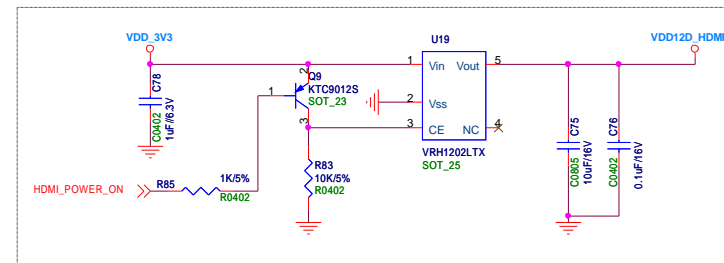 VDD_3V3
U19
VDD12D_HDMI
1
Vin
Vout
5
2
Q9
KTC9012S
SOT_23
C78
1uF//6.3V
C0402
1
3
2
Vss
3
CE
NC
4
VRH1202LTX
SOT_25
C75
10uF/16V
C0805
C76
0.1uF/16V
C0402
R83
10K/5%
R0402
HDMI_POWER_ON
R85
1K/5%
R0402